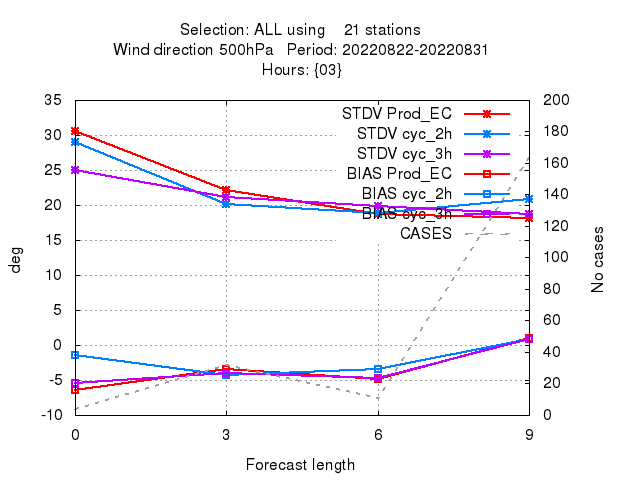 Selection: ALL using 21 stations
Wind direction 500hPa Period: 20220822-20220831
Hours: {03}
35
30
25
20
15
10
5
0
-5
-10
deg
200
180
160
140
120
100
80
60
40
20
0
No cases
STDV Prod_EC
STDV cyc_2h
STDV cyc_3h
BIAS Prod_EC
BIAS cyc_2h
BIAS cyc_3h
CASES
0 3 6 9
Forecast length